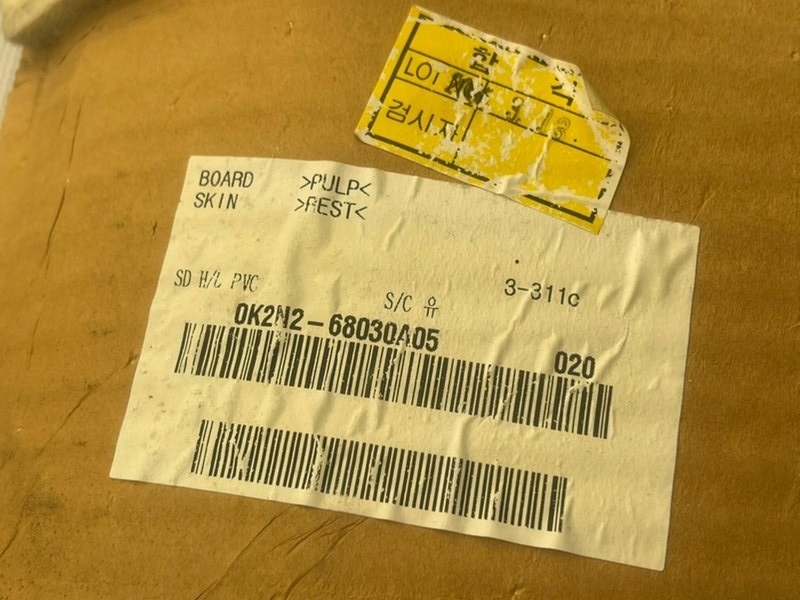 합 격
LOT
검사자
BOARD >PULP<
SKIN >REST<
SD H/L PVC S/C 유 3-311c
0K2N2-68030A05 020